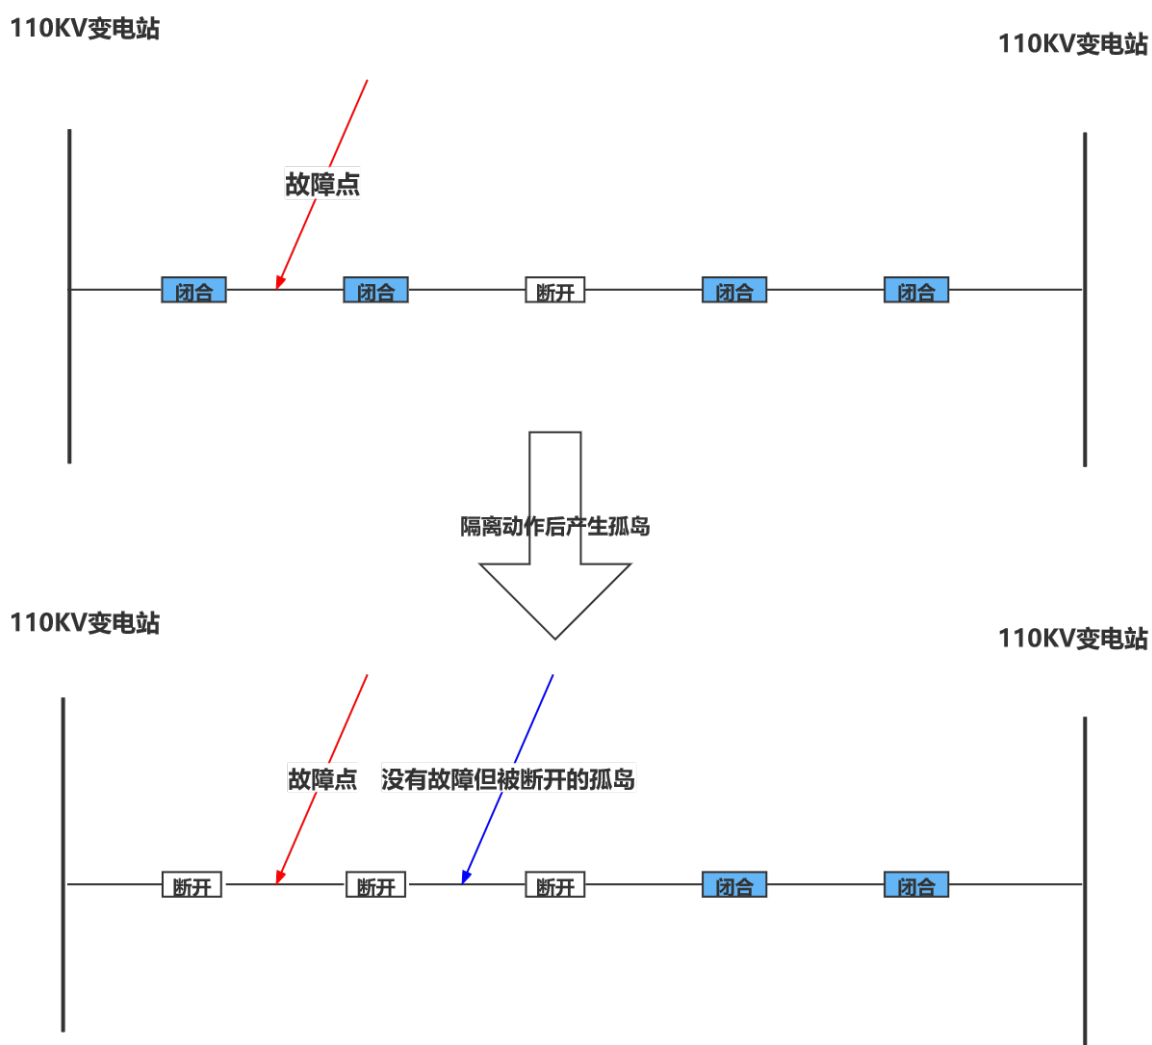 110KV变电站
110KV变电站
故障点
闭合
闭合
断开
闭合
闭合
隔离动作后产生孤岛
110KV变电站
110KV变电站
故障点
没有故障但被断开的孤岛
断开
断开
断开
闭合
闭合